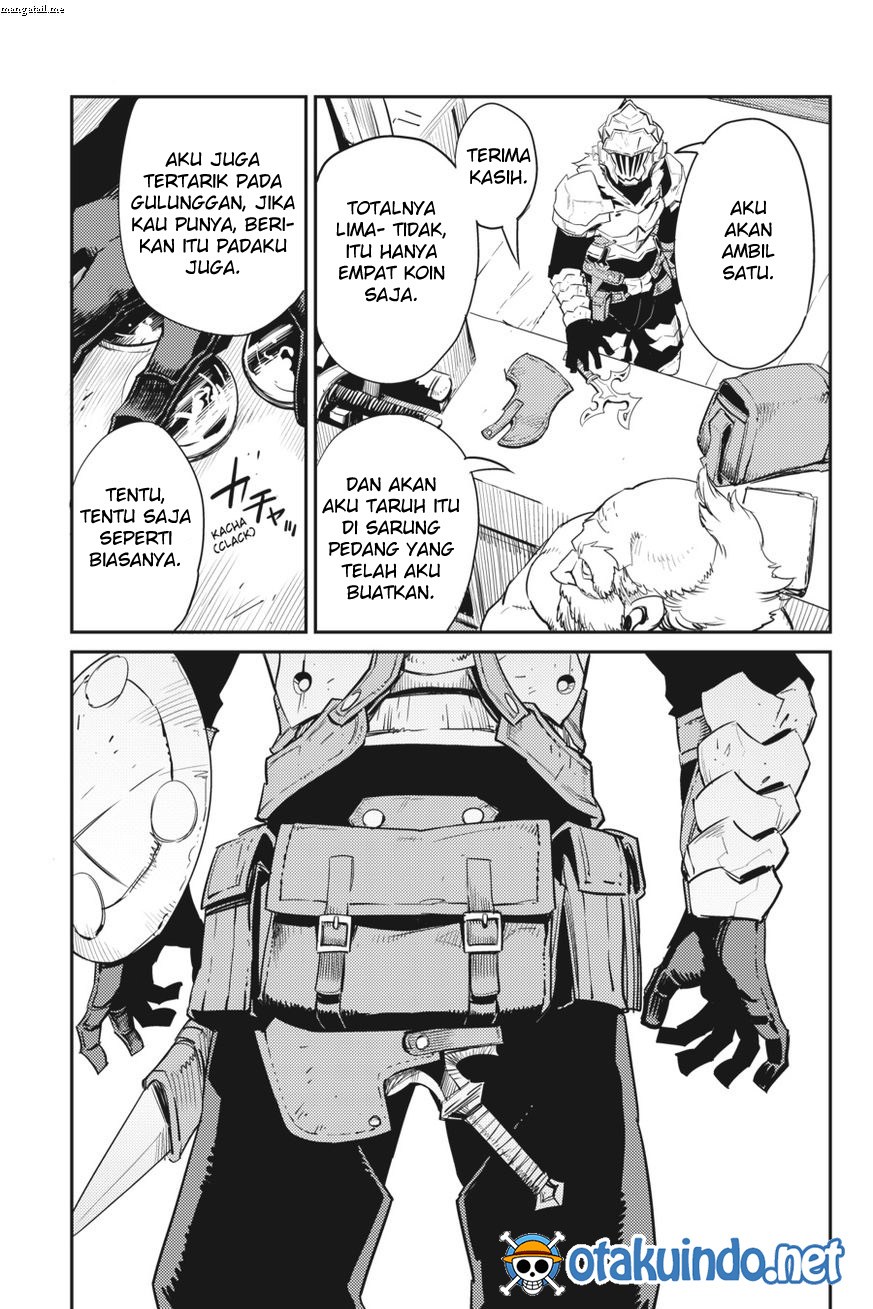 mangatail.me
AKU
AKAN
AMBIL
SATU.
TERIMA
KASIH.
TOTALNYA
LIMA- TIDAK,
ITU HANYA
EMPAT KOIN
SAJA.
DAN AKAN
AKU TARUH ITU
DI SARUNG
PEDANG YANG
TELAH AKU
BUATKAN.
AKU JUGA
TERTARIK PADA
GULUNGGAN, JIKA
KAU PUNYA, BERI-
KAN ITU PADAKU
JUGA.
ガチャッ
KACHA
(CLACK)
TENTU,
TENTU SAJA
SEPERTI
BIASANYA.
otakuindo.net